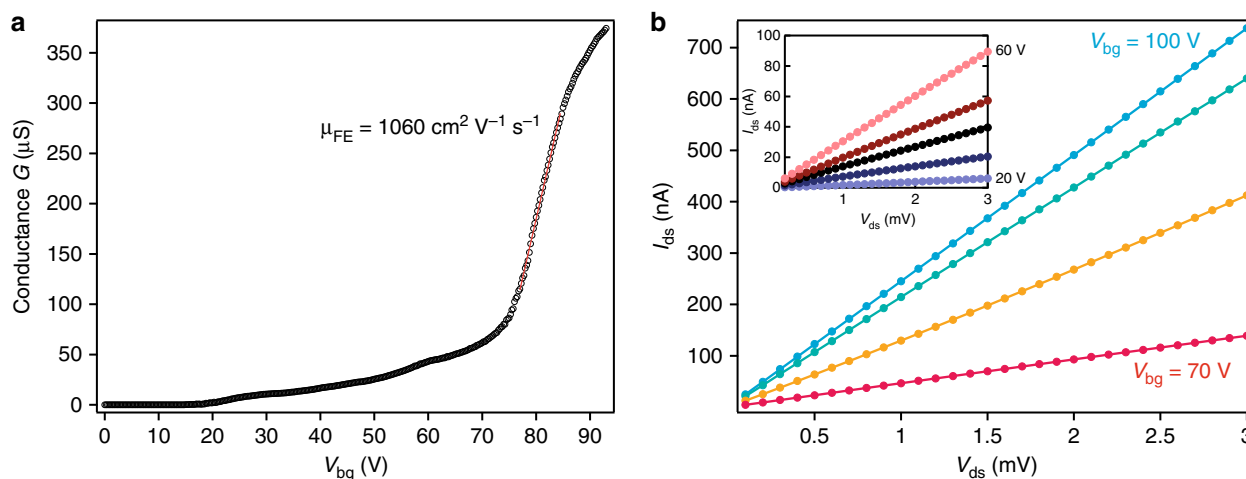 a
350
300
250
200
150
100
50
0
Conductance G (μS)
μFE = 1060 cm² V⁻¹ s⁻¹
0 10 20 30 40 50 60 70 80 90
Vbg (V)
b
700
600
500
400
300
200
100
Ids (nA)
Vbg = 100 V
Vbg = 70 V
0.5 1 1.5 2 2.5 3
Vds (mV)
100
80
60
40
20
0
Ids (nA)
60 V
20 V
1 2 3
Vds (mV)